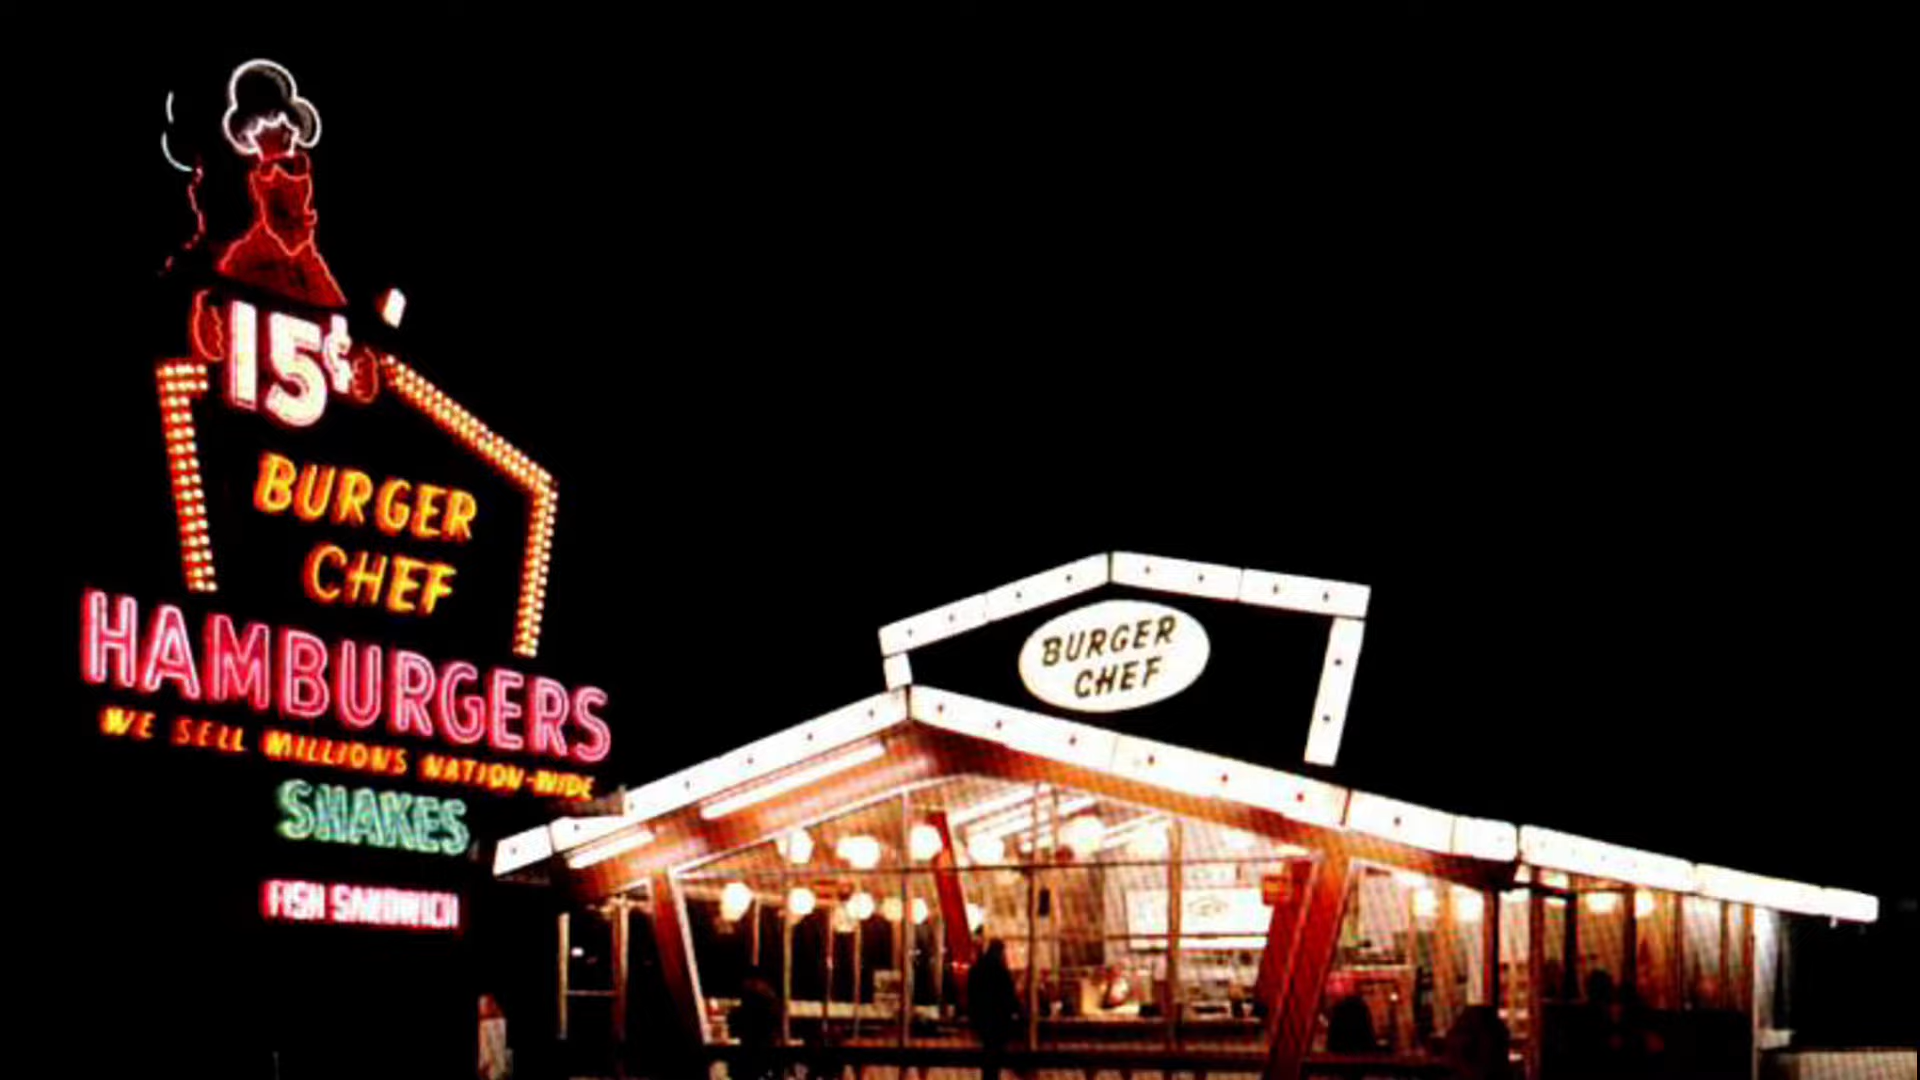 15¢
BURGER
CHEF
HAMBURGERS
WE SELL MILLIONS NATION-WIDE
SHAKES
FISH SANDWICH
BURGER
CHEF